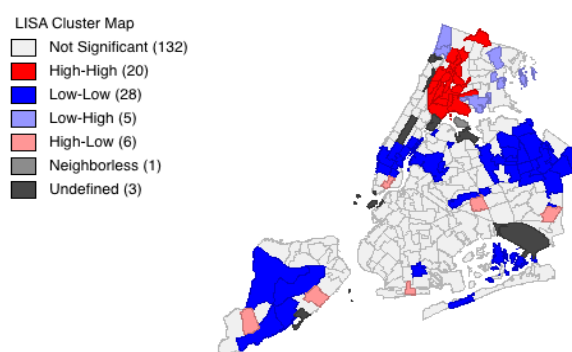 LISA Cluster Map
Not Significant (132)
High-High (20)
Low-Low (28)
Low-High (5)
High-Low (6)
Neighborless (1)
Undefined (3)